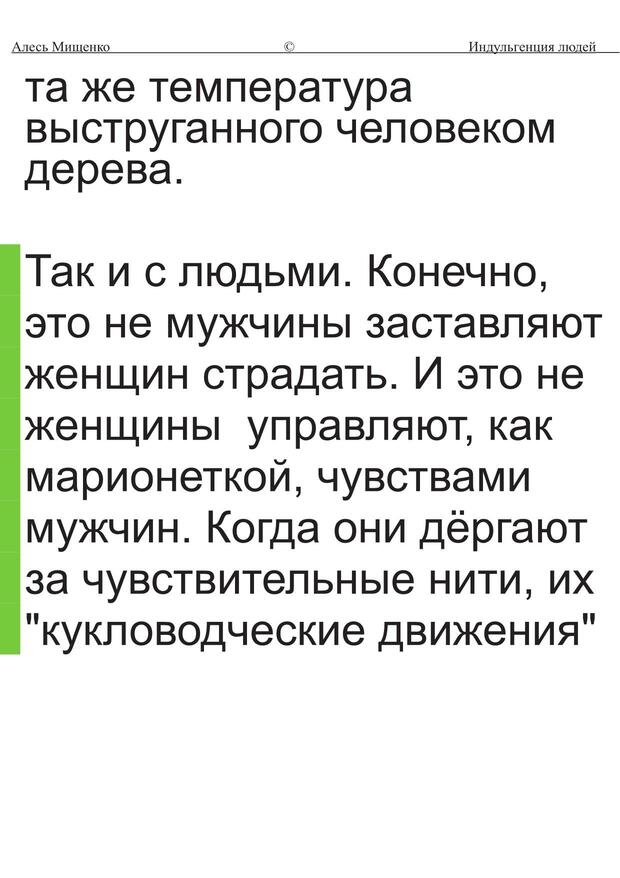 Алесь Мищенко © Индульгенция людей
та же температура
выструганного человеком
дерева.
Так и с людьми. Конечно,
это не мужчины заставляют
женщин страдать. И это не
женщины  управляют, как
марионеткой, чувствами
мужчин. Когда они дёргают
за чувствительные нити, их
"кукловодческие движения"